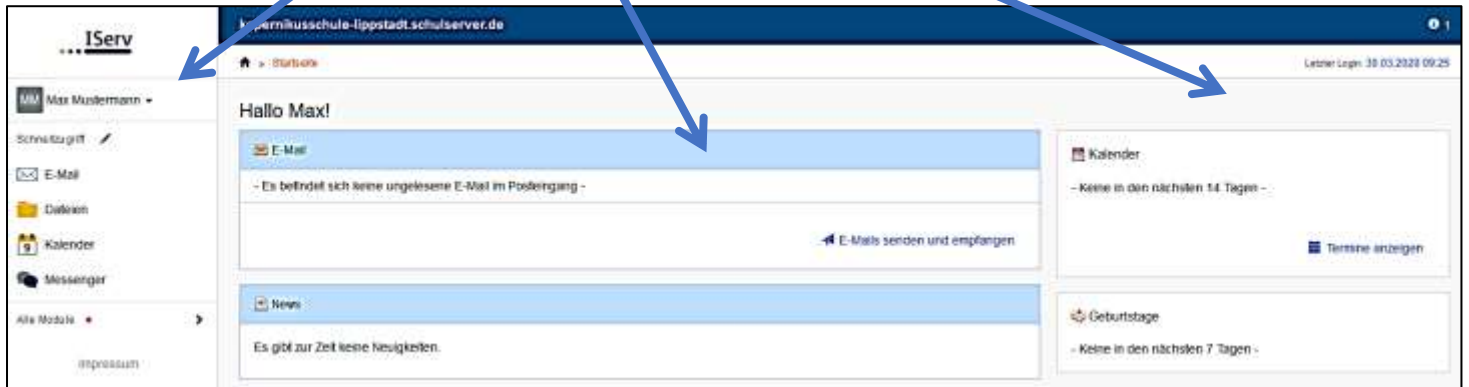 ...IServ
kopernikusschule-lippstadt.schulserver.de
1
» Startseite
Letzter Login: 30.03.2020 09:25
MM Max Mustermann
Schnellzugriff
E-Mail
Dateien
Kalender
Messenger
Alle Module
Impressum
Hallo Max!
E-Mail
- Es befindet sich keine ungelesene E-Mail im Posteingang -
E-Mails senden und empfangen
News
Es gibt zur Zeit keine Neuigkeiten.
Kalender
- Keine in den nächsten 14 Tagen -
Termine anzeigen
Geburtstage
- Keine in den nächsten 7 Tagen -